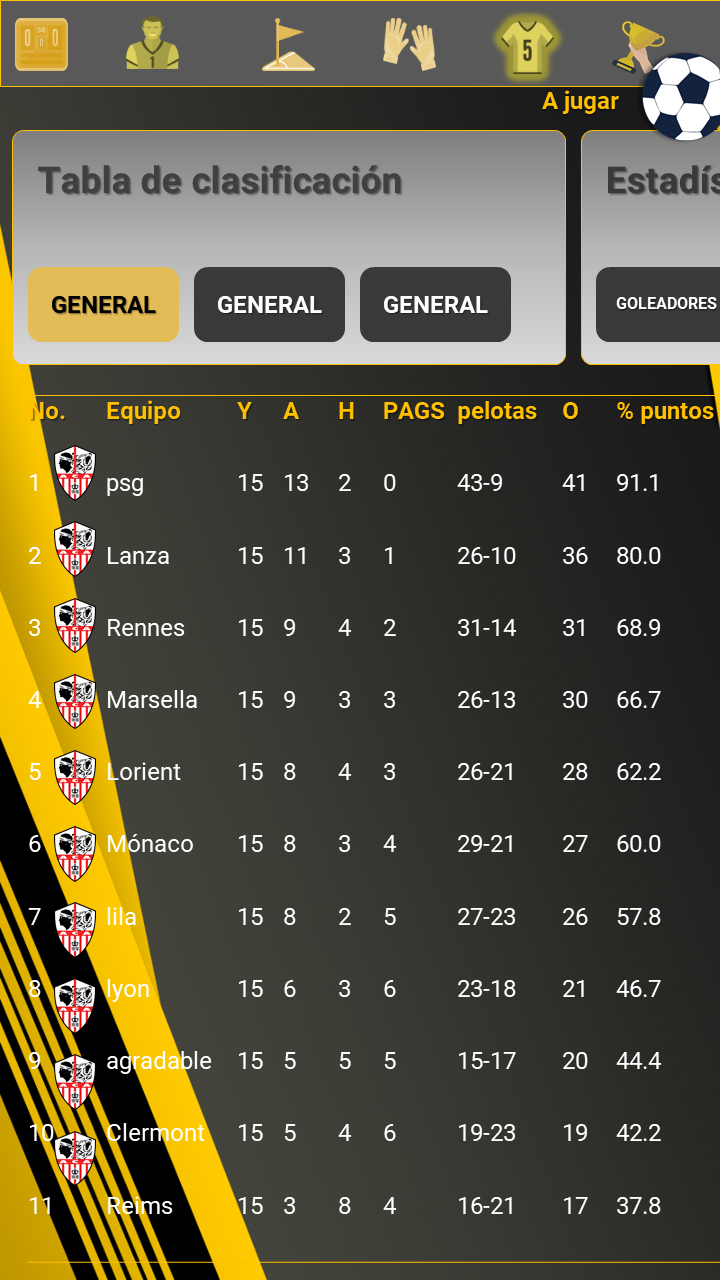 5
1
A jugar
Tabla de clasificación
Estadís
GENERAL GENERAL GENERAL
GOLEADORES
No. Equipo Y A H PAGS pelotas O % puntos
1 psg 15 13 2 0 43-9 41 91.1
2 Lanza 15 11 3 1 26-10 36 80.0
3 Rennes 15 9 4 2 31-14 31 68.9
4 Marsella 15 9 3 3 26-13 30 66.7
5 Lorient 15 8 4 3 26-21 28 62.2
6 Mónaco 15 8 3 4 29-21 27 60.0
7 lila 15 8 2 5 27-23 26 57.8
8 lyon 15 6 3 6 23-18 21 46.7
9 agradable 15 5 5 5 15-17 20 44.4
10 Clermont 15 5 4 6 19-23 19 42.2
11 Reims 15 3 8 4 16-21 17 37.8